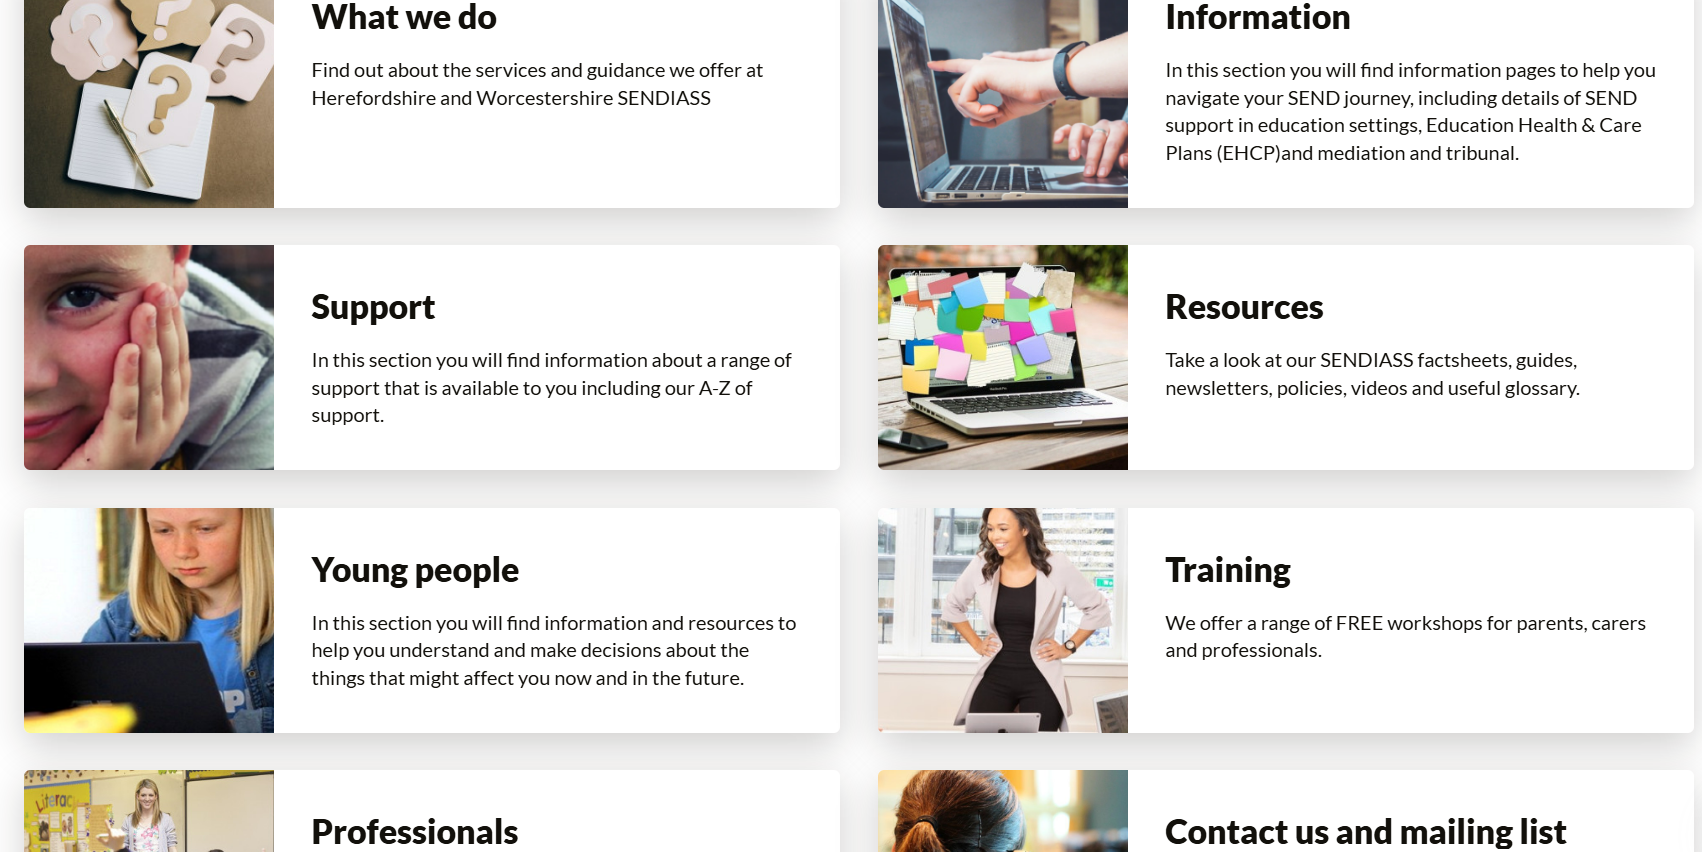 What we do
Find out about the services and guidance we offer at
Herefordshire and Worcestershire SENDIASS
Information
In this section you will find information pages to help you
navigate your SEND journey, including details of SEND
support in education settings, Education Health & Care
Plans (EHCP)and mediation and tribunal.
Support
In this section you will find information about a range of
support that is available to you including our A-Z of
support.
Resources
Take a look at our SENDIASS factsheets, guides,
newsletters, policies, videos and useful glossary.
Young people
In this section you will find information and resources to
help you understand and make decisions about the
things that might affect you now and in the future.
Training
We offer a range of FREE workshops for parents, carers
and professionals.
Literacy
Professionals
Contact us and mailing list